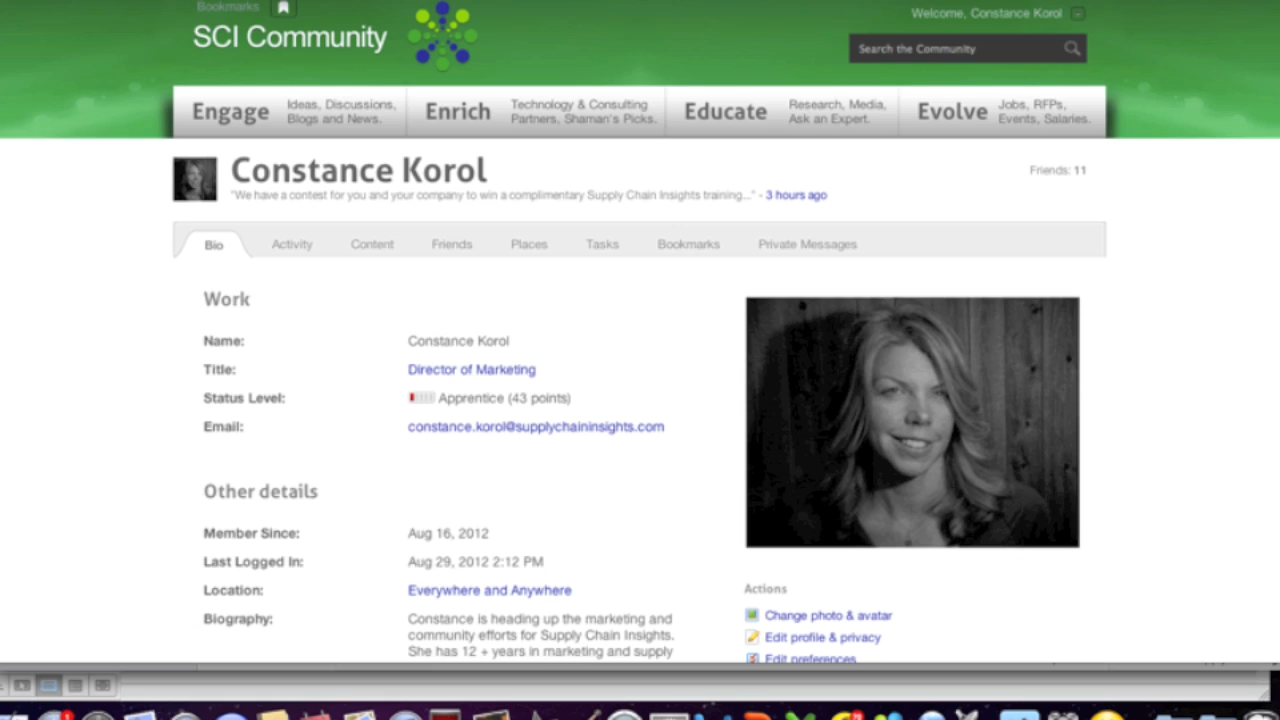 Bookmarks
Welcome, Constance Korol
SCI Community
Search the Community
Engage Ideas, Discussions, Blogs and News.
Enrich Technology & Consulting Partners, Shaman's Picks.
Educate Research, Media, Ask an Expert.
Evolve Jobs, RFPs, Events, Salaries.
Constance Korol
Friends: 11
"We have a contest for you and your company to win a complimentary Supply Chain Insights training..." - 3 hours ago
Bio Activity Content Friends Places Tasks Bookmarks Private Messages
Work
Name: Constance Korol
Title: Director of Marketing
Status Level: Apprentice (43 points)
Email: constance.korol@supplychaininsights.com
Other details
Member Since: Aug 16, 2012
Last Logged In: Aug 29, 2012 2:12 PM
Location: Everywhere and Anywhere
Biography: Constance is heading up the marketing and
community efforts for Supply Chain Insights.
She has 12 + years in marketing and supply
Actions
Change photo & avatar
Edit profile & privacy
Edit preferences